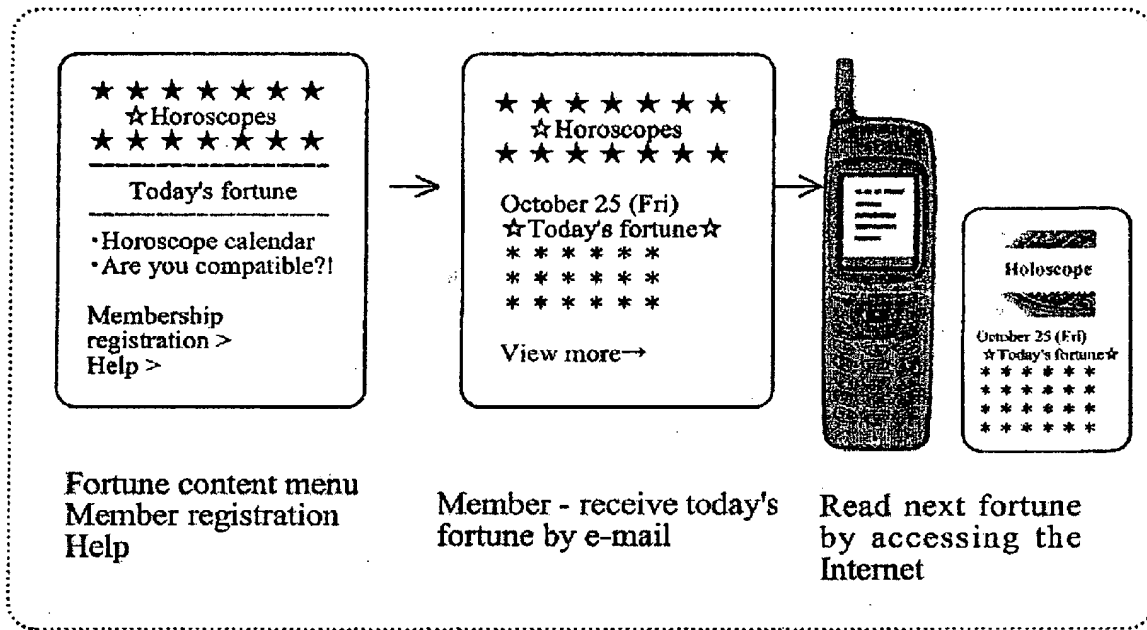 ★ ★ ★ ★ ★ ★ ★
☆Horoscopes
★ ★ ★ ★ ★ ★ ★
Today's fortune
・Horoscope calendar
・Are you compatible?!
Membership
registration >
Help >
Fortune content menu
Member registration
Help
★ ★ ★ ★ ★ ★ ★
☆Horoscopes
★ ★ ★ ★ ★ ★ ★
October 25 (Fri)
☆Today's fortune☆
* * * * * *
* * * * * *
* * * * * *
View more→
Member - receive today's
fortune by e-mail
Holoscope
October 25 (Fri)
☆Today's fortune☆
* * * * * *
* * * * * *
* * * * * *
* * * * * *
Read next fortune
by accessing the
Internet